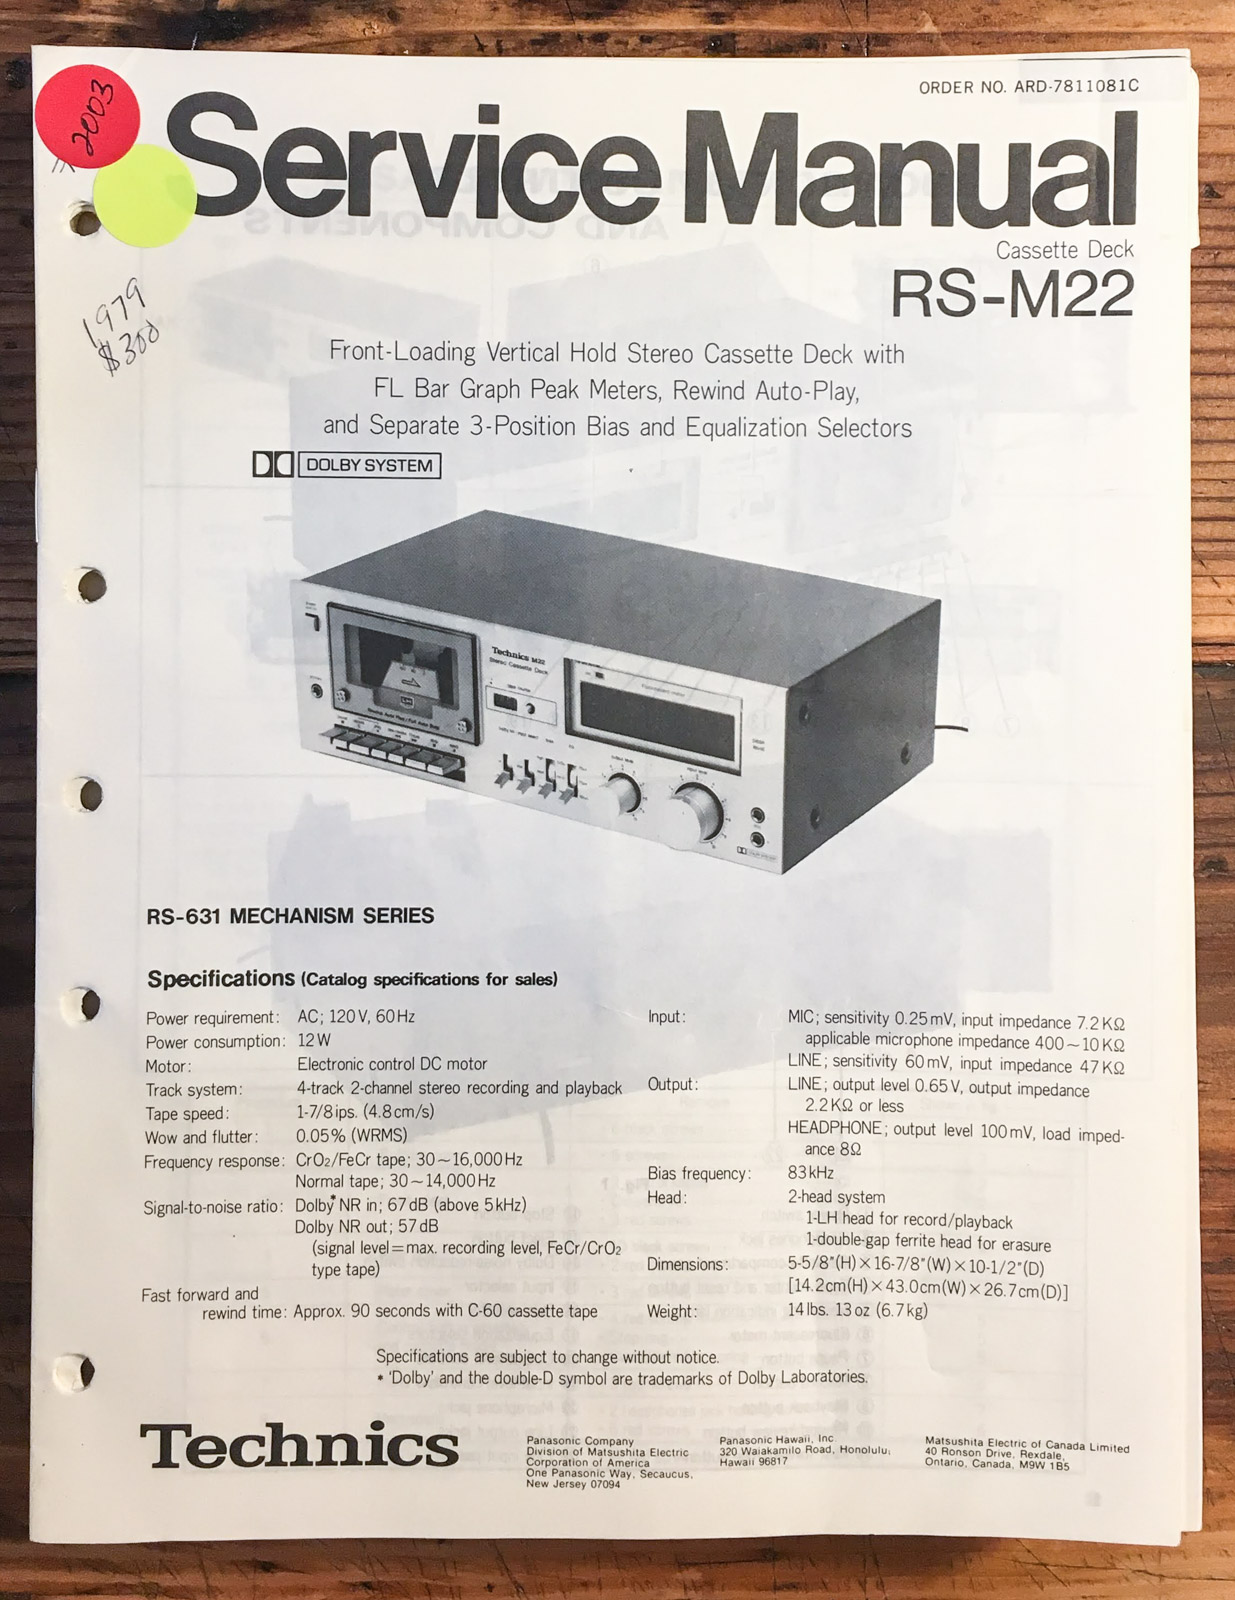 ORDER NO. ARD-7811081C
2003
Service Manual
Cassette Deck
RS-M22
1979
$300
Front-Loading Vertical Hold Stereo Cassette Deck with
FL Bar Graph Peak Meters, Rewind Auto-Play,
and Separate 3-Position Bias and Equalization Selectors
DOLBY SYSTEM
Technics M22
Stereo Cassette Deck
RS-631 MECHANISM SERIES
Specifications (Catalog specifications for sales)
Power requirement: AC; 120V, 60Hz
Power consumption: 12W
Motor: Electronic control DC motor
Track system: 4-track 2-channel stereo recording and playback
Tape speed: 1-7/8ips. (4.8cm/s)
Wow and flutter: 0.05% (WRMS)
Frequency response: CrO2/FeCr tape; 30~16,000Hz
Normal tape; 30~14,000Hz
Signal-to-noise ratio: Dolby* NR in; 67dB (above 5kHz)
Dolby NR out; 57dB
(signal level=max. recording level, FeCr/CrO2
type tape)
Fast forward and
rewind time: Approx. 90 seconds with C-60 cassette tape
Input: MIC; sensitivity 0.25mV, input impedance 7.2KΩ
applicable microphone impedance 400~10KΩ
LINE; sensitivity 60mV, input impedance 47KΩ
Output: LINE; output level 0.65V, output impedance
2.2KΩ or less
HEADPHONE; output level 100mV, load imped-
ance 8Ω
Bias frequency: 83kHz
Head: 2-head system
1-LH head for record/playback
1-double-gap ferrite head for erasure
Dimensions: 5-5/8"(H)×16-7/8"(W)×10-1/2"(D)
[14.2cm(H)×43.0cm(W)×26.7cm(D)]
Weight: 14lbs. 13oz (6.7kg)
Specifications are subject to change without notice.
* 'Dolby' and the double-D symbol are trademarks of Dolby Laboratories.
Technics
Panasonic Company
Division of Matsushita Electric
Corporation of America
One Panasonic Way, Secaucus,
New Jersey 07094
Panasonic Hawaii, Inc
320 Waiakamilo Road, Honolulu,
Hawaii 96817
Matsushita Electric of Canada Limited
40 Ronson Drive, Rexdale,
Ontario, Canada, M9W 1B5